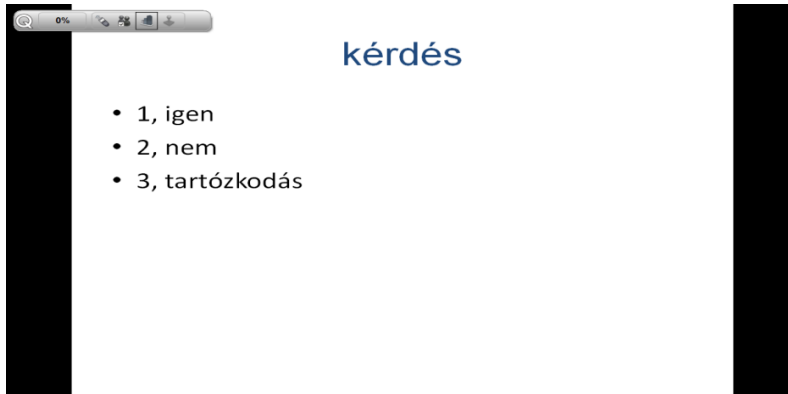 0%
kérdés
• 1, igen
• 2, nem
• 3, tartózkodás